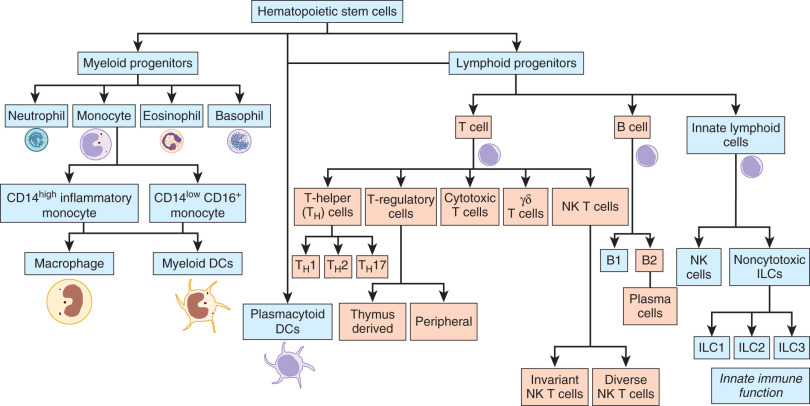 Hematopoietic stem cells
Myeloid progenitors
Lymphoid progenitors
Neutrophil
Monocyte
Eosinophil
Basophil
T cell
B cell
Innate lymphoid
cells
CD14high inflammatory
monocyte
CD14low CD16+
monocyte
T-helper
(TH) cells
T-regulatory
cells
Cytotoxic
T cells
γδ
T cells
NK T cells
Macrophage
Myeloid DCs
TH1
TH2
TH17
B1
B2
NK
cells
Noncytotoxic
ILCs
Plasma
cells
Plasmacytoid
DCs
Thymus
derived
Peripheral
ILC1
ILC2
ILC3
Invariant
NK T cells
Diverse
NK T cells
Innate immune
function